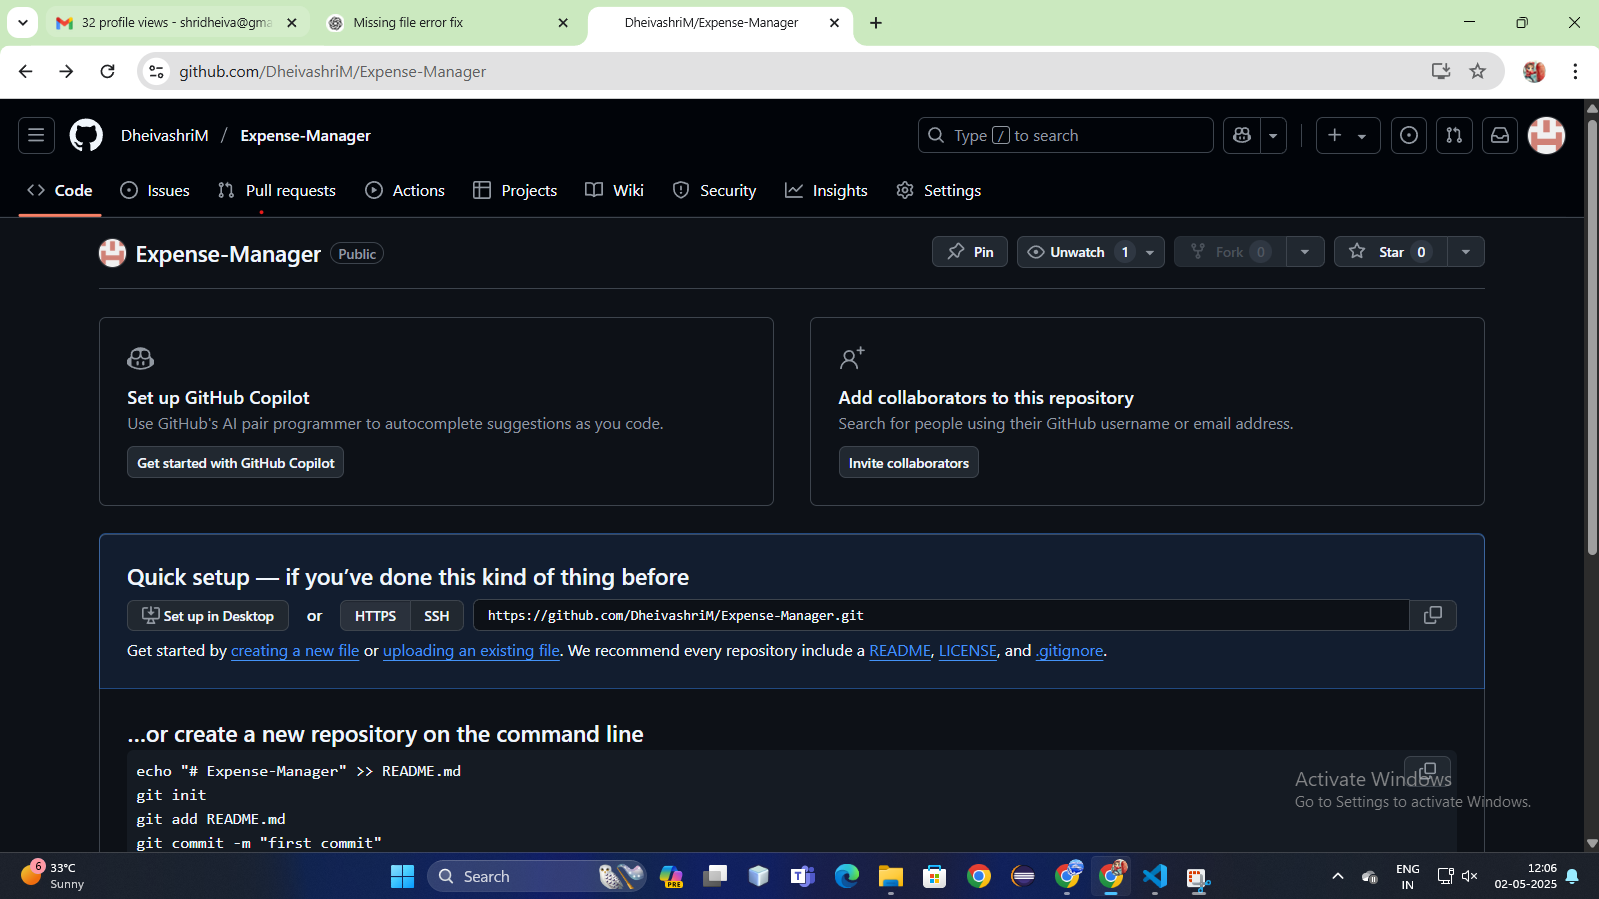 32 profile views - shridheiva@gma
Missing file error fix
DheivashriM/Expense-Manager
github.com/DheivashriM/Expense-Manager
DheivashriM / Expense-Manager
Type / to search
Code
Issues
Pull requests
Actions
Projects
Wiki
Security
Insights
Settings
Expense-Manager Public
Pin
Unwatch 1
Fork 0
Star 0
Set up GitHub Copilot
Use GitHub's AI pair programmer to autocomplete suggestions as you code.
Get started with GitHub Copilot
Add collaborators to this repository
Search for people using their GitHub username or email address.
Invite collaborators
Quick setup — if you’ve done this kind of thing before
Set up in Desktop or HTTPS SSH https://github.com/DheivashriM/Expense-Manager.git
Get started by creating a new file or uploading an existing file. We recommend every repository include a README, LICENSE, and .gitignore.
…or create a new repository on the command line
echo "# Expense-Manager" >> README.md
git init
git add README.md
git commit -m "first commit"
Activate Windows
Go to Settings to activate Windows.
6
33°C
Sunny
Search
PRE
ENG
IN
12:06
02-05-2025